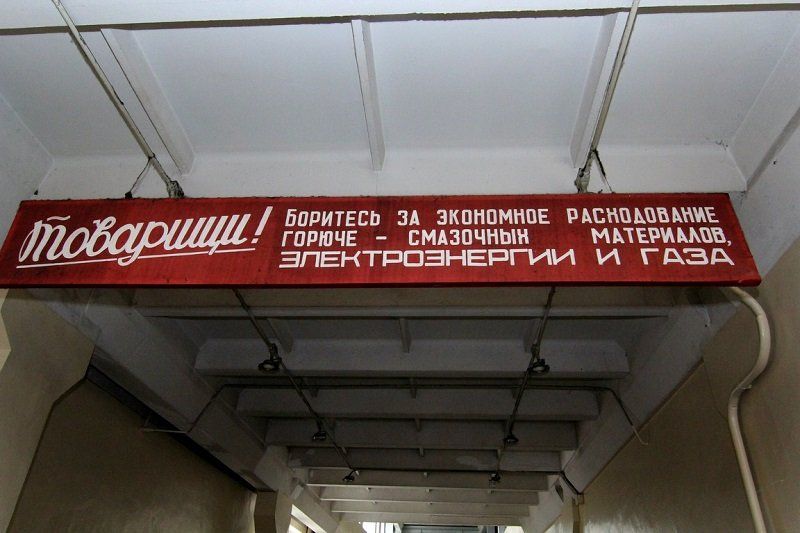 Товарищи!
Боритесь за экономное расходование
горюче - смазочных материалов,
электроэнергии и газа